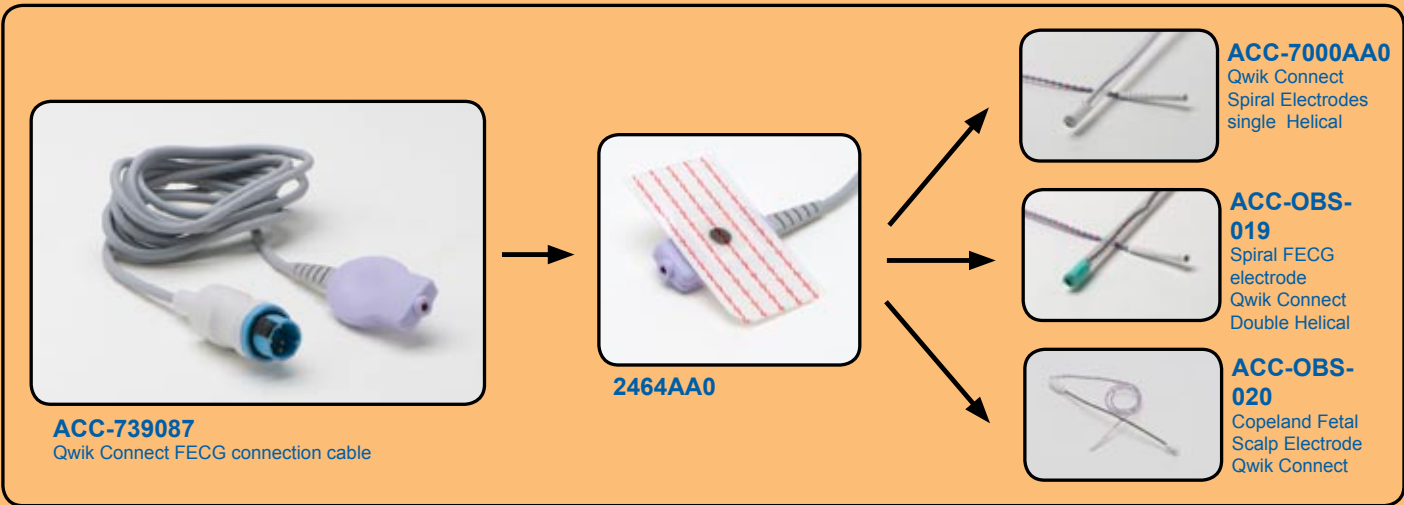 ACC-739087
Qwik Connect FECG connection cable
2464AA0
ACC-7000AA0
Qwik Connect
Spiral Electrodes
single Helical
ACC-OBS-
019
Spiral FECG
electrode
Qwik Connect
Double Helical
ACC-OBS-
020
Copeland Fetal
Scalp Electrode
Qwik Connect